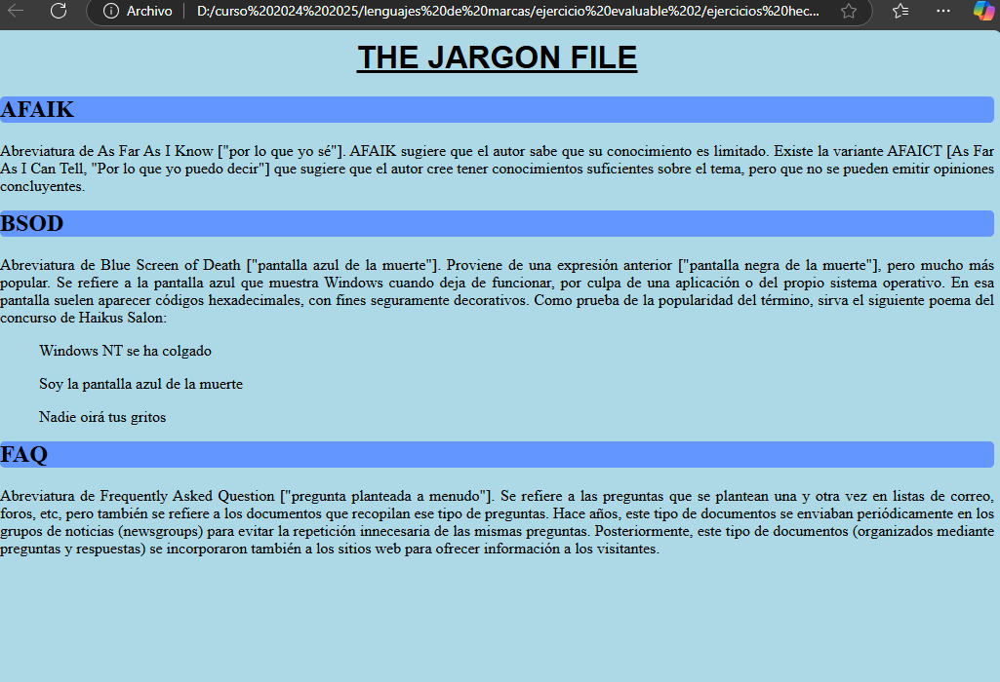 Archivo
D:/curso%202024%202025/lenguajes%20de%20marcas/ejercicio%20evaluable%202/ejercicios%20hec...
THE JARGON FILE
AFAIK
Abreviatura de As Far As I Know ["por lo que yo sé"]. AFAIK sugiere que el autor sabe que su conocimiento es limitado. Existe la variante AFAICT [As Far
As I Can Tell, "Por lo que yo puedo decir"] que sugiere que el autor cree tener conocimientos suficientes sobre el tema, pero que no se pueden emitir opiniones
concluyentes.
BSOD
Abreviatura de Blue Screen of Death ["pantalla azul de la muerte"]. Proviene de una expresión anterior ["pantalla negra de la muerte"], pero mucho más
popular. Se refiere a la pantalla azul que muestra Windows cuando deja de funcionar, por culpa de una aplicación o del propio sistema operativo. En esa
pantalla suelen aparecer códigos hexadecimales, con fines seguramente decorativos. Como prueba de la popularidad del término, sirva el siguiente poema del
concurso de Haikus Salon:
Windows NT se ha colgado
Soy la pantalla azul de la muerte
Nadie oirá tus gritos
FAQ
Abreviatura de Frequently Asked Question ["pregunta planteada a menudo"]. Se refiere a las preguntas que se plantean una y otra vez en listas de correo,
foros, etc, pero también se refiere a los documentos que recopilan ese tipo de preguntas. Hace años, este tipo de documentos se enviaban periódicamente en los
grupos de noticias (newsgroups) para evitar la repetición innecesaria de las mismas preguntas. Posteriormente, este tipo de documentos (organizados mediante
preguntas y respuestas) se incorporaron también a los sitios web para ofrecer información a los visitantes.